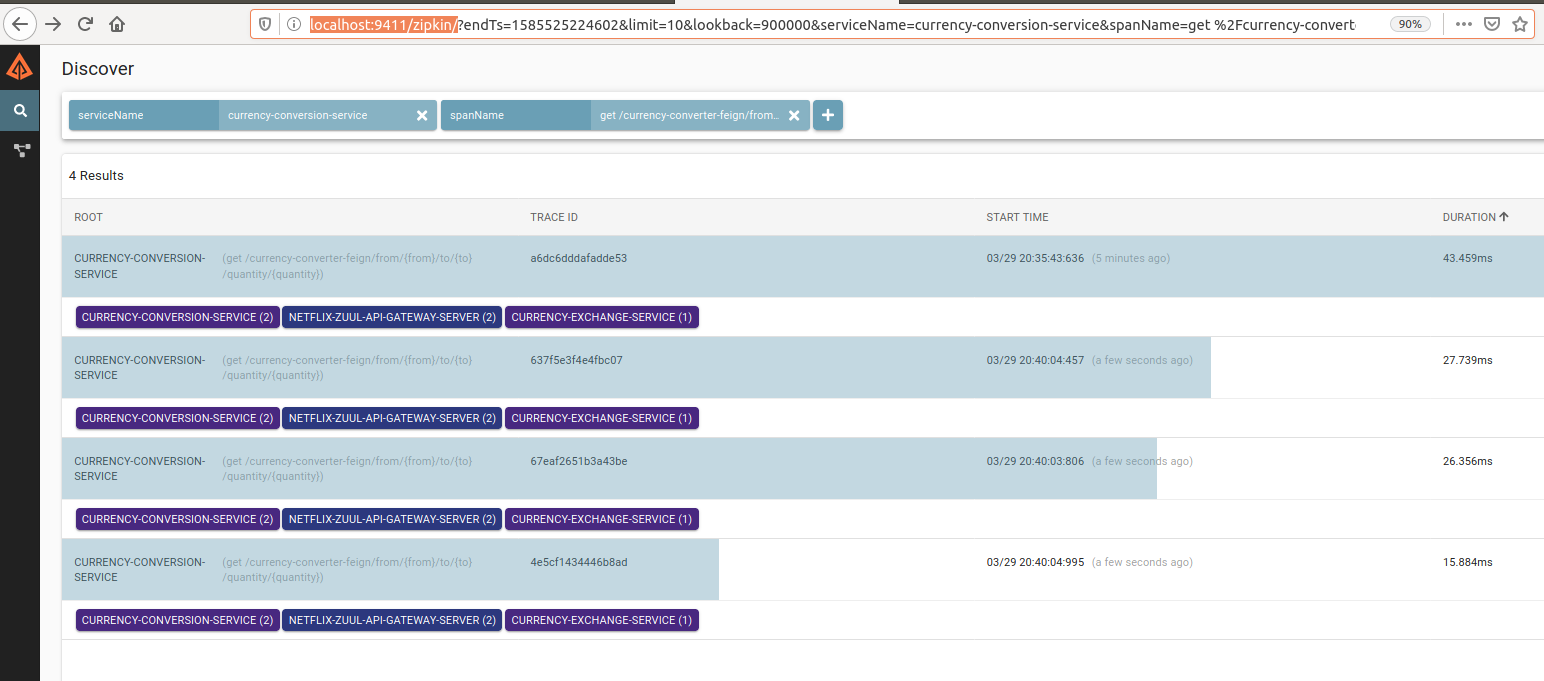 localhost:9411/zipkin/?endTs=1585525224602&limit=10&lookback=900000&serviceName=currency-conversion-service&spanName=get %2Fcurrency-converte
90%
Discover
serviceName currency-conversion-service spanName get /currency-converter-feign/from...
4 Results
ROOT TRACE ID START TIME DURATION
CURRENCY-CONVERSION- (get /currency-converter-feign/from/{from}/to/{to} a6dc6dddafadde53 03/29 20:35:43:636 (5 minutes ago) 43.459ms
SERVICE /quantity/{quantity})
CURRENCY-CONVERSION-SERVICE (2) NETFLIX-ZUUL-API-GATEWAY-SERVER (2) CURRENCY-EXCHANGE-SERVICE (1)
CURRENCY-CONVERSION- (get /currency-converter-feign/from/{from}/to/{to} 637f5e3f4e4fbc07 03/29 20:40:04:457 (a few seconds ago) 27.739ms
SERVICE /quantity/{quantity})
CURRENCY-CONVERSION-SERVICE (2) NETFLIX-ZUUL-API-GATEWAY-SERVER (2) CURRENCY-EXCHANGE-SERVICE (1)
CURRENCY-CONVERSION- (get /currency-converter-feign/from/{from}/to/{to} 67eaf2651b3a43be 03/29 20:40:03:806 (a few seconds ago) 26.356ms
SERVICE /quantity/{quantity})
CURRENCY-CONVERSION-SERVICE (2) NETFLIX-ZUUL-API-GATEWAY-SERVER (2) CURRENCY-EXCHANGE-SERVICE (1)
CURRENCY-CONVERSION- (get /currency-converter-feign/from/{from}/to/{to} 4e5cf1434446b8ad 03/29 20:40:04:995 (a few seconds ago) 15.884ms
SERVICE /quantity/{quantity})
CURRENCY-CONVERSION-SERVICE (2) NETFLIX-ZUUL-API-GATEWAY-SERVER (2) CURRENCY-EXCHANGE-SERVICE (1)